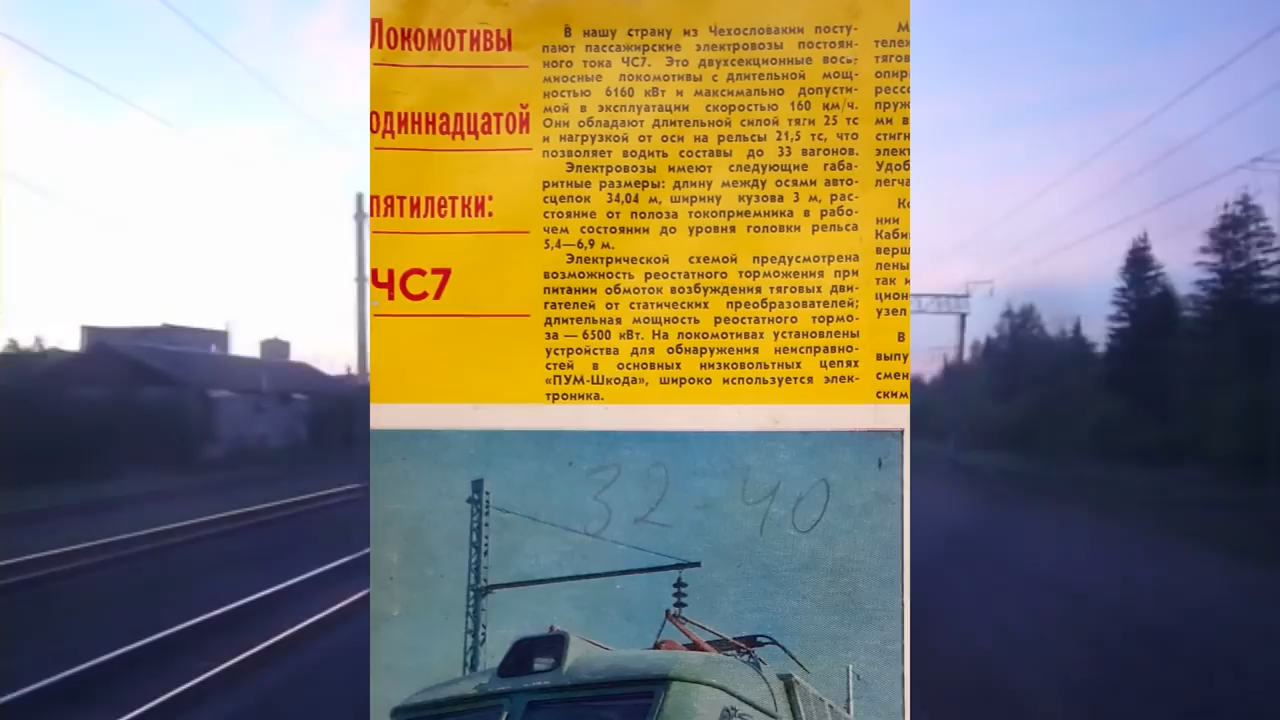 Локомотивы
одиннадцатой
пятилетки:
ЧС7
В нашу страну из Чехословакии посту-
пают пассажирские электровозы постоян-
ного тока ЧС7. Это двухсекционные вось-
миосные локомотивы с длительной мощ-
ностью 6160 кВт и максимально допусти-
мой в эксплуатации скоростью 160 км/ч.
Они обладают длительной силой тяги 25 тс
и нагрузкой от оси на рельсы 21,5 тс, что
позволяет водить составы до 33 вагонов.
Электровозы имеют следующие габа-
ритные размеры: длину между осями авто-
сцепок 34,04 м, ширину кузова 3 м, рас-
стояние от полоза токоприемника в рабо-
чем состоянии до уровня головки рельса
5,4—6,9 м.
Электрической схемой предусмотрена
возможность реостатного торможения при
питании обмоток возбуждения тяговых дви-
гателей от статических преобразователей;
длительная мощность реостатного тормо-
за — 6500 кВт. На локомотивах установлены
устройства для обнаружения неисправно-
стей в основных низковольтных цепях
«ПУМ-Шкода», широко используется элек-
троника.
32 40